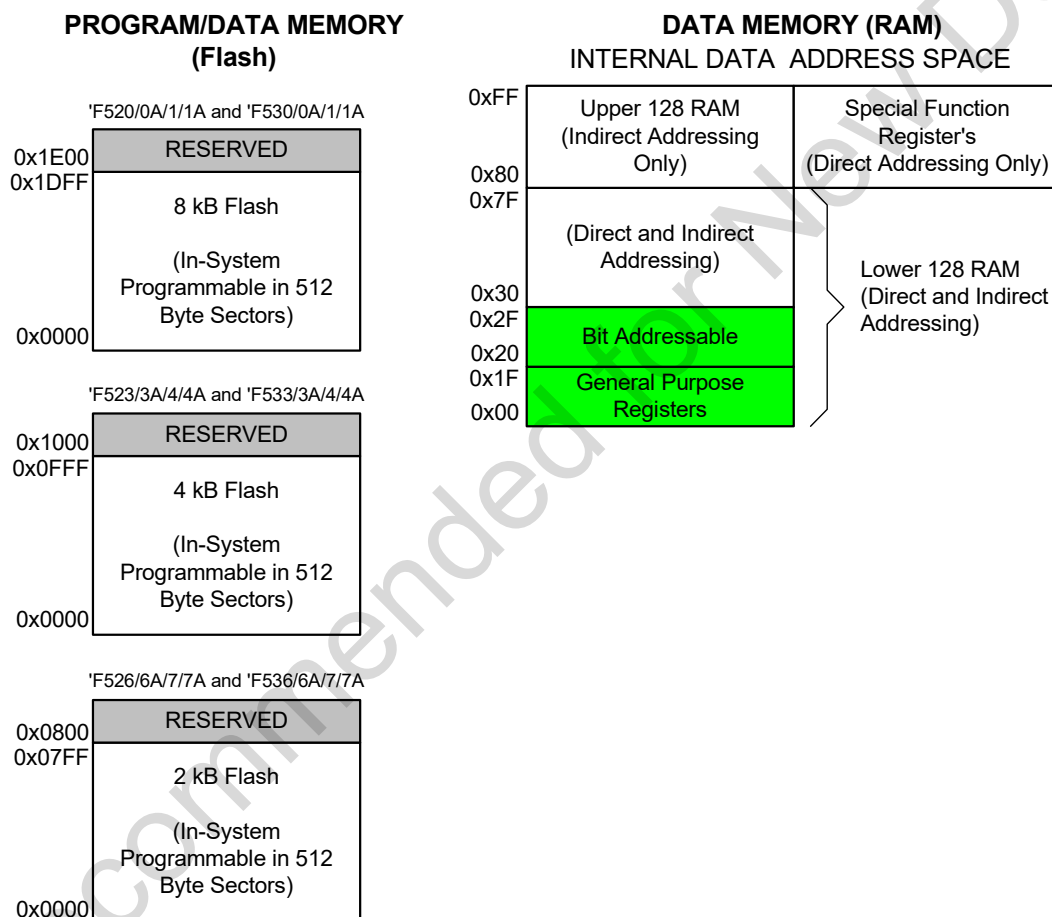 PROGRAM/DATA MEMORY
(Flash)
'F520/0A/1/1A and 'F530/0A/1/1A
RESERVED
0x1E00
0x1DFF
8 kB Flash
(In-System
Programmable in 512
Byte Sectors)
0x0000
'F523/3A/4/4A and 'F533/3A/4/4A
RESERVED
0x1000
0x0FFF
4 kB Flash
(In-System
Programmable in 512
Byte Sectors)
0x0000
'F526/6A/7/7A and 'F536/6A/7/7A
RESERVED
0x0800
0x07FF
2 kB Flash
(In-System
Programmable in 512
Byte Sectors)
0x0000
DATA MEMORY (RAM)
INTERNAL DATA ADDRESS SPACE
0xFF
Upper 128 RAM
(Indirect Addressing
Only)
0x80
Special Function
Register's
(Direct Addressing Only)
0x7F
(Direct and Indirect
Addressing)
0x30
0x2F
Bit Addressable
0x20
0x1F
General Purpose
Registers
0x00
Lower 128 RAM
(Direct and Indirect
Addressing)
for New